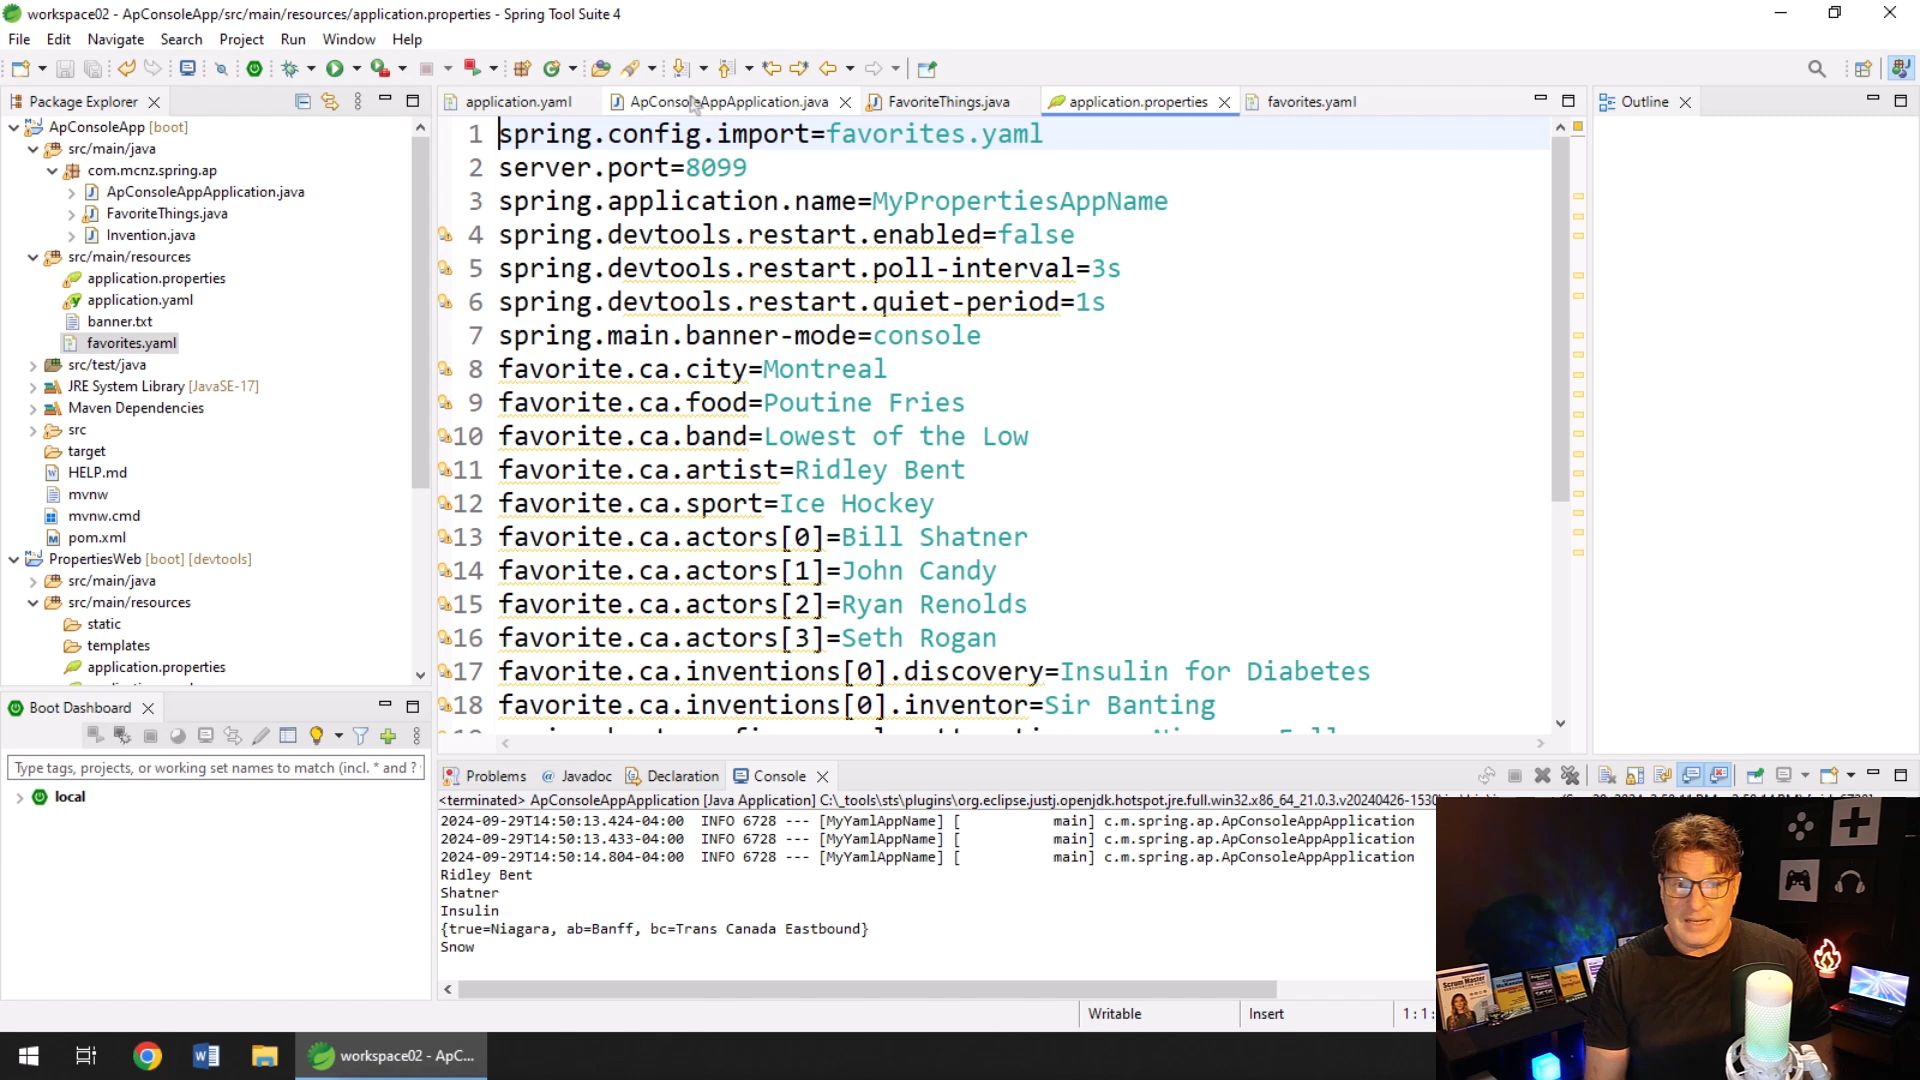 workspace02 - ApConsoleApp/src/main/resources/application.properties - Spring Tool Suite 4
File Edit Navigate Search Project Run Window Help
Package Explorer
application.yaml
ApConsoleAppApplication.java
FavoriteThings.java
application.properties
favorites.yaml
Outline
ApConsoleApp [boot]
src/main/java
com.mcnz.spring.ap
ApConsoleAppApplication.java
FavoriteThings.java
Invention.java
src/main/resources
application.properties
application.yaml
banner.txt
favorites.yaml
src/test/java
JRE System Library [JavaSE-17]
Maven Dependencies
src
target
HELP.md
mvnw
mvnw.cmd
pom.xml
PropertiesWeb [boot] [devtools]
src/main/java
src/main/resources
static
templates
application.properties
1 spring.config.import=favorites.yaml
2 server.port=8099
3 spring.application.name=MyPropertiesAppName
4 spring.devtools.restart.enabled=false
5 spring.devtools.restart.poll-interval=3s
6 spring.devtools.restart.quiet-period=1s
7 spring.main.banner-mode=console
8 favorite.ca.city=Montreal
9 favorite.ca.food=Poutine Fries
10 favorite.ca.band=Lowest of the Low
11 favorite.ca.artist=Ridley Bent
12 favorite.ca.sport=Ice Hockey
13 favorite.ca.actors[0]=Bill Shatner
14 favorite.ca.actors[1]=John Candy
15 favorite.ca.actors[2]=Ryan Renolds
16 favorite.ca.actors[3]=Seth Rogan
17 favorite.ca.inventions[0].discovery=Insulin for Diabetes
18 favorite.ca.inventions[0].inventor=Sir Banting
Boot Dashboard
Type tags, projects, or working set names to match (incl. * and ?
local
Problems
@ Javadoc
Declaration
Console
<terminated> ApConsoleAppApplication [Java Application] C:\_tools\sts\plugins\org.eclipse.justj.openjdk.hotspot.jre.full.win32.x86_64_21.0.3.v20240426-1530
2024-09-29T14:50:13.424-04:00 INFO 6728 --- [MyYamlAppName] [ main] c.m.spring.ap.ApConsoleAppApplication
2024-09-29T14:50:13.433-04:00 INFO 6728 --- [MyYamlAppName] [ main] c.m.spring.ap.ApConsoleAppApplication
2024-09-29T14:50:14.804-04:00 INFO 6728 --- [MyYamlAppName] [ main] c.m.spring.ap.ApConsoleAppApplication
Ridley Bent
Shatner
Insulin
{true=Niagara, ab=Banff, bc=Trans Canada Eastbound}
Snow
Writable
Insert
1:1:
Scrum Master
workspace02 - ApC...